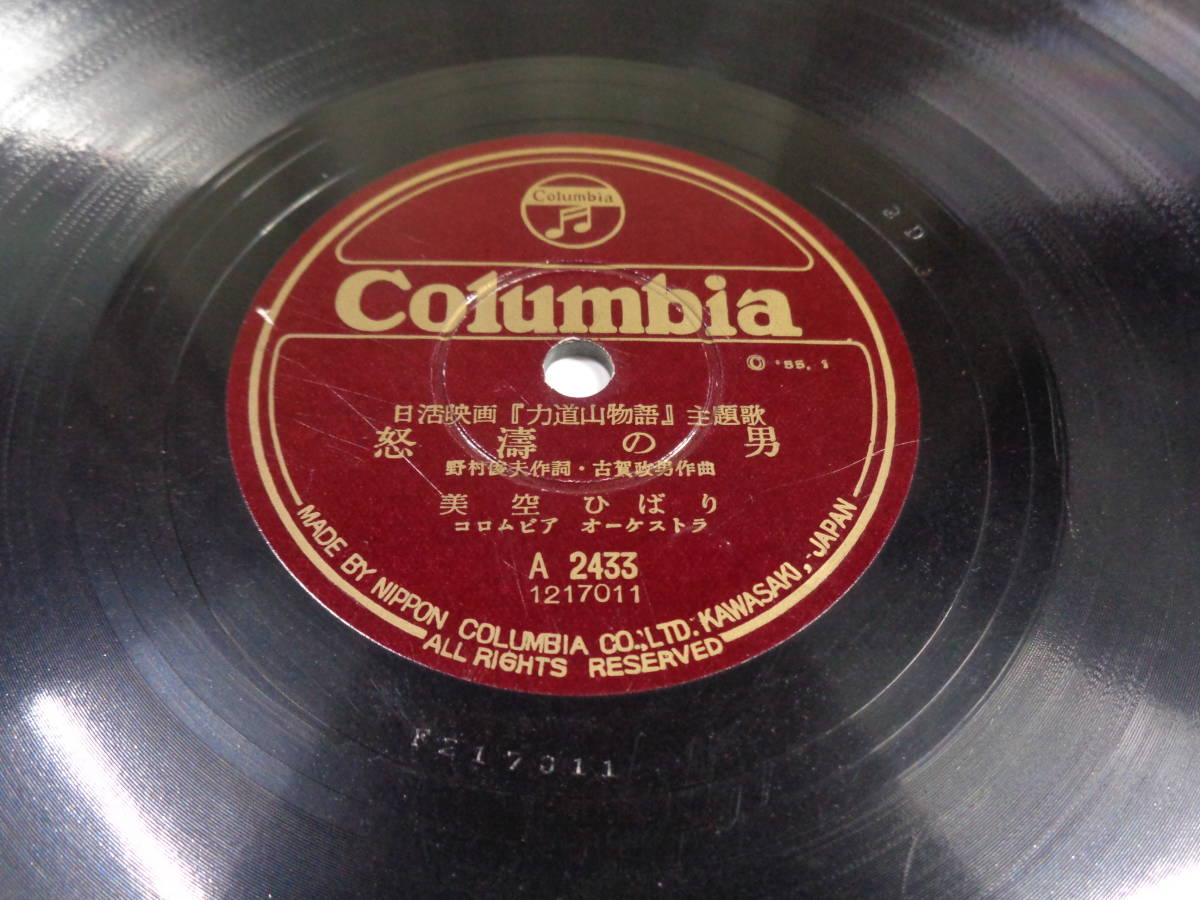 Columbia
Columbia
© '55. 1
日活映画『力道山物語』主題歌
怒濤の男
野村俊夫作詞・古賀政男作曲
美空ひばり
コロムビア オーケストラ
A 2433
1217011
MADE BY NIPPON COLUMBIA CO., LTD. KAWASAKI, JAPAN
ALL RIGHTS RESERVED
F217011